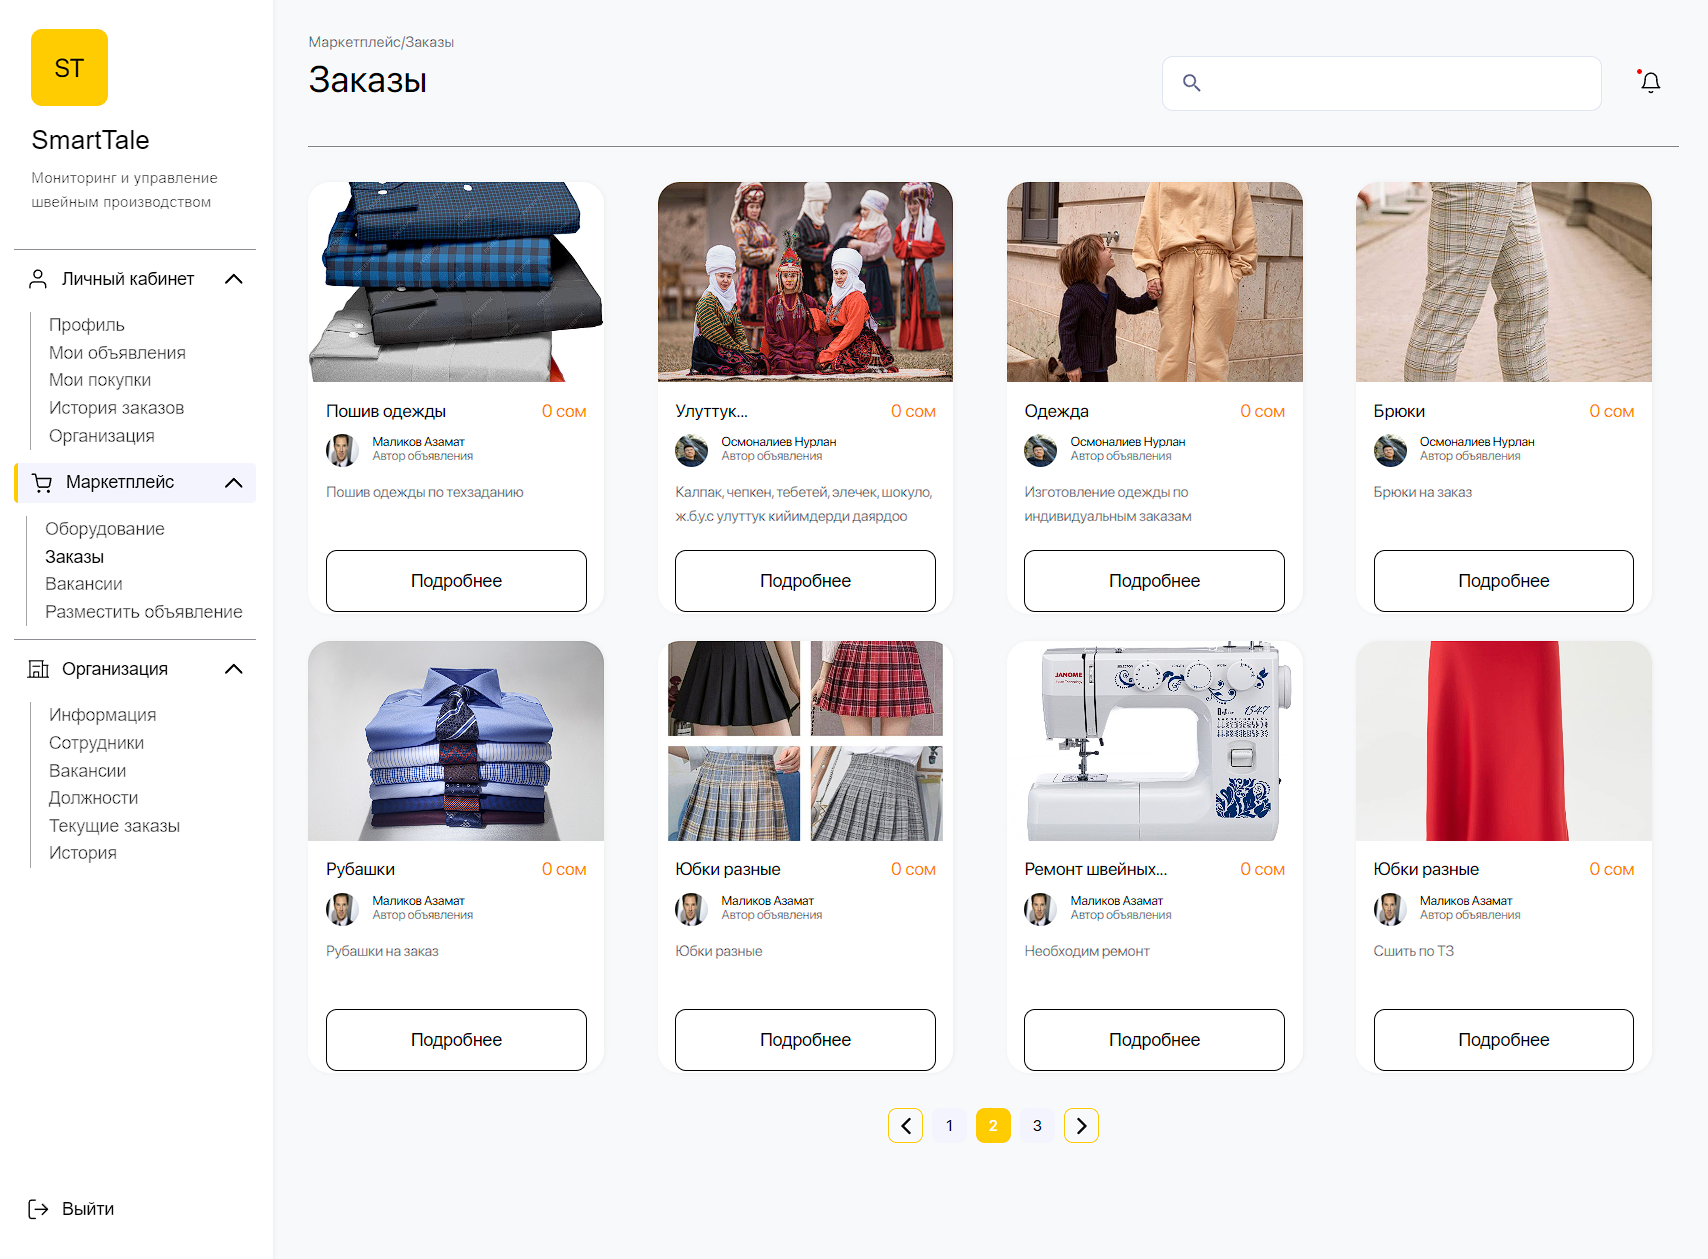 ST
SmartTale
Мониторинг и управление
швейным производством
Личный кабинет
Профиль
Мои объявления
Мои покупки
История заказов
Организация
Маркетплейс
Оборудование
Заказы
Вакансии
Разместить объявление
Организация
Информация
Сотрудники
Вакансии
Должности
Текущие заказы
История
Выйти
Маркетплейс/Заказы
Заказы
Пошив одежды 0 сом
Маликов Азамат
Автор объявления
Пошив одежды по техзаданию
Подробнее
Улуттук... 0 сом
Осмоналиев Нурлан
Автор объявления
Калпак, чепкен, тебетей, элечек, шокуло,
ж.б.у.с улуттук кийимдерди даярдоо
Подробнее
Одежда 0 сом
Осмоналиев Нурлан
Автор объявления
Изготовление одежды по
индивидуальным заказам
Подробнее
Брюки 0 сом
Осмоналиев Нурлан
Автор объявления
Брюки на заказ
Подробнее
Рубашки 0 сом
Маликов Азамат
Автор объявления
Рубашки на заказ
Подробнее
Юбки разные 0 сом
Маликов Азамат
Автор объявления
Юбки разные
Подробнее
JANOME
1547
Ремонт швейных... 0 сом
Маликов Азамат
Автор объявления
Необходим ремонт
Подробнее
Юбки разные 0 сом
Маликов Азамат
Автор объявления
Сшить по ТЗ
Подробнее
1 2 3